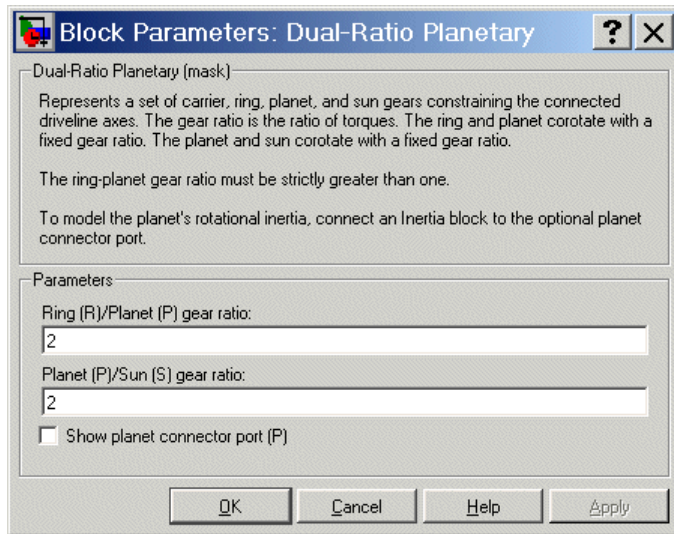 Block Parameters: Dual-Ratio Planetary
Dual-Ratio Planetary (mask)
Represents a set of carrier, ring, planet, and sun gears constraining the connected
driveline axes. The gear ratio is the ratio of torques. The ring and planet corotate with a
fixed gear ratio. The planet and sun corotate with a fixed gear ratio.
The ring-planet gear ratio must be strictly greater than one.
To model the planet's rotational inertia, connect an Inertia block to the optional planet
connector port.
Parameters
Ring (R)/Planet (P) gear ratio:
2
Planet (P)/Sun (S) gear ratio:
2
Show planet connector port (P)
OK Cancel Help Apply